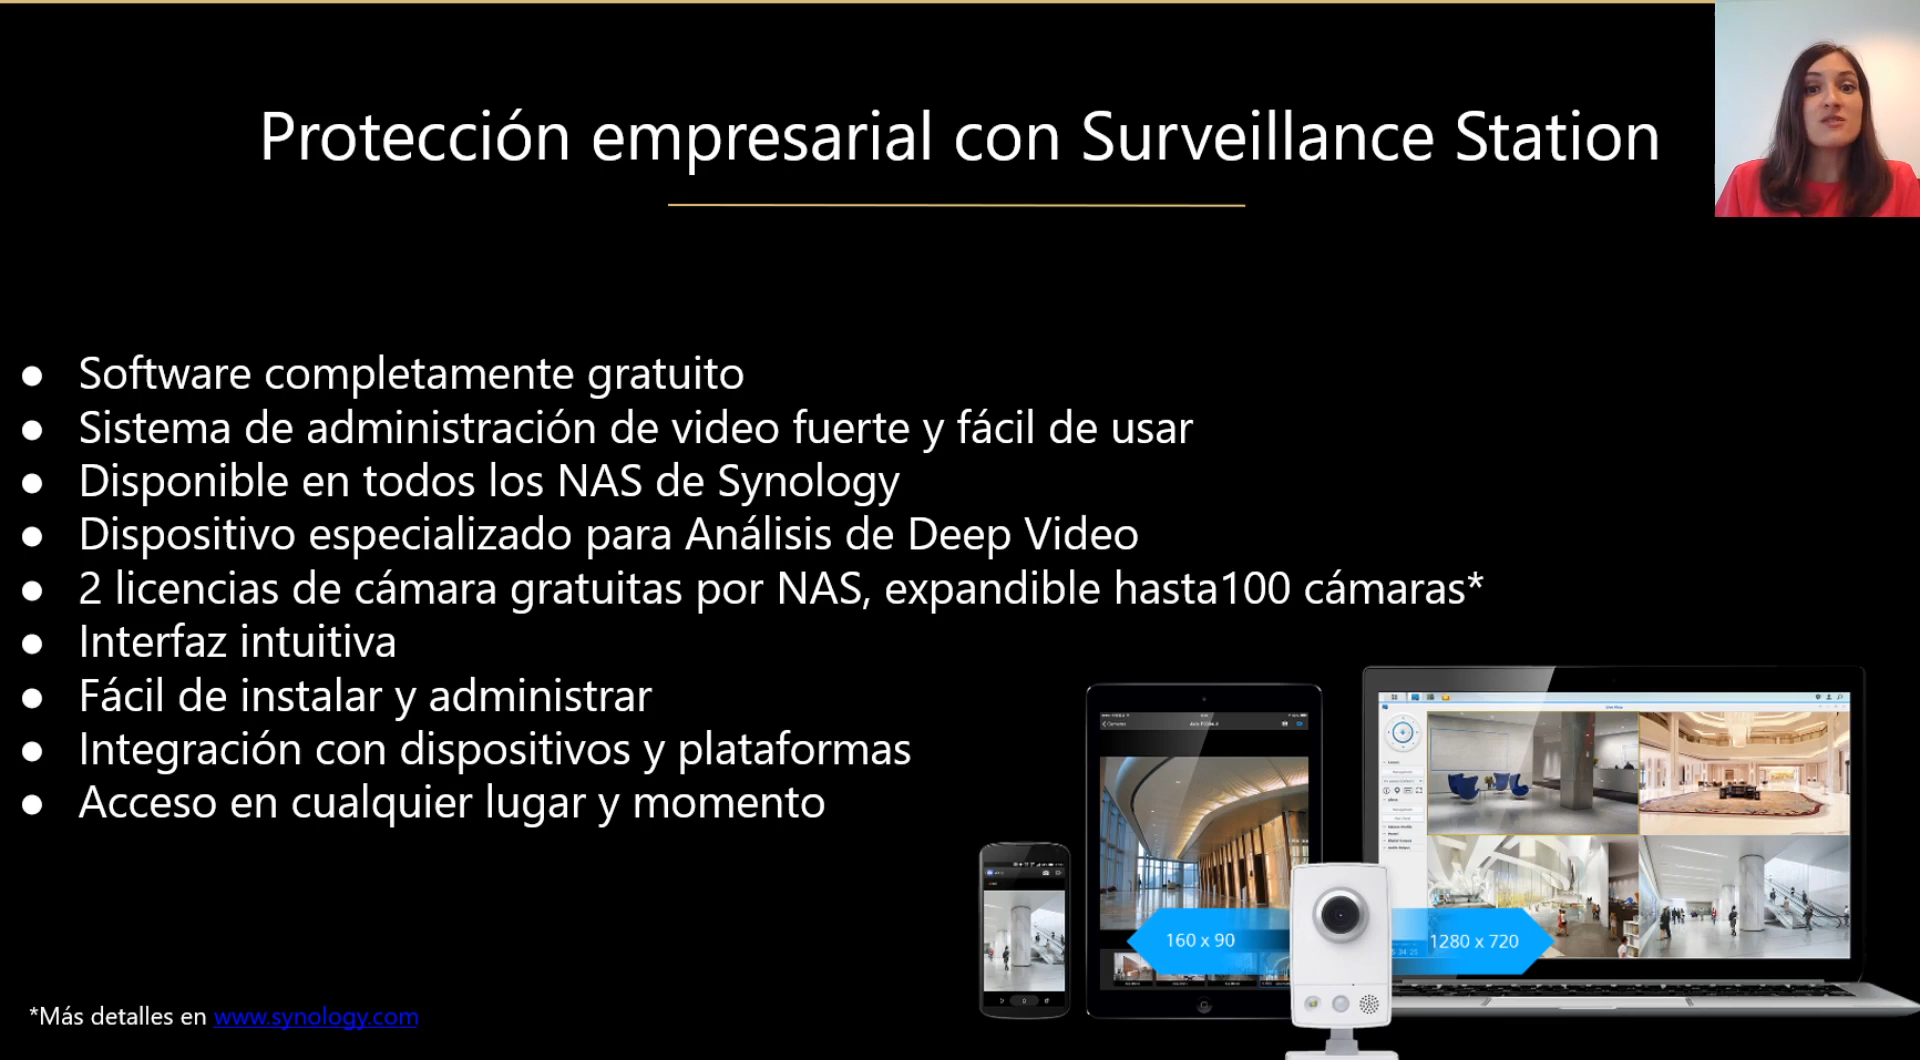 Protección empresarial con Surveillance Station
● Software completamente gratuito
● Sistema de administración de video fuerte y fácil de usar
● Disponible en todos los NAS de Synology
● Dispositivo especializado para Análisis de Deep Video
● 2 licencias de cámara gratuitas por NAS, expandible hasta100 cámaras*
● Interfaz intuitiva
● Fácil de instalar y administrar
● Integración con dispositivos y plataformas
● Acceso en cualquier lugar y momento
160 x 90
1280 x 720
*Más detalles en www.synology.com